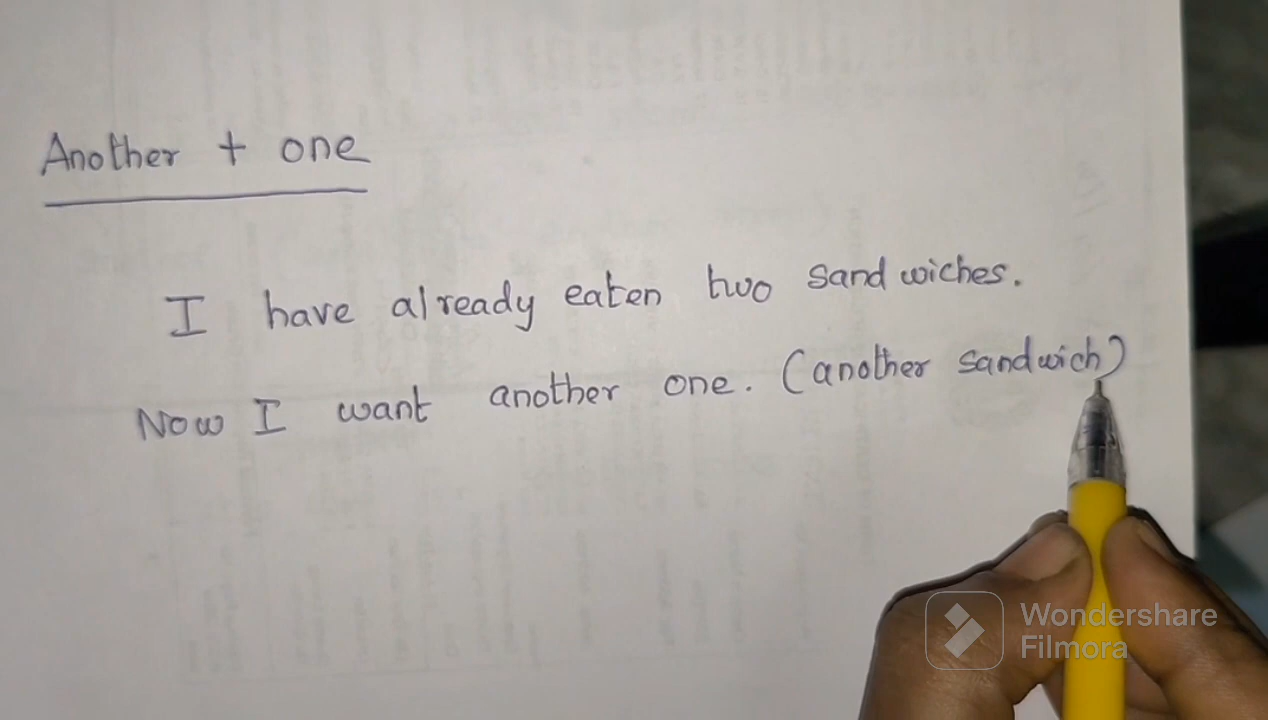 Another + one
I have already eaten two sandwiches.
Now I want another one. (another sandwich)
Wondershare
Filmora